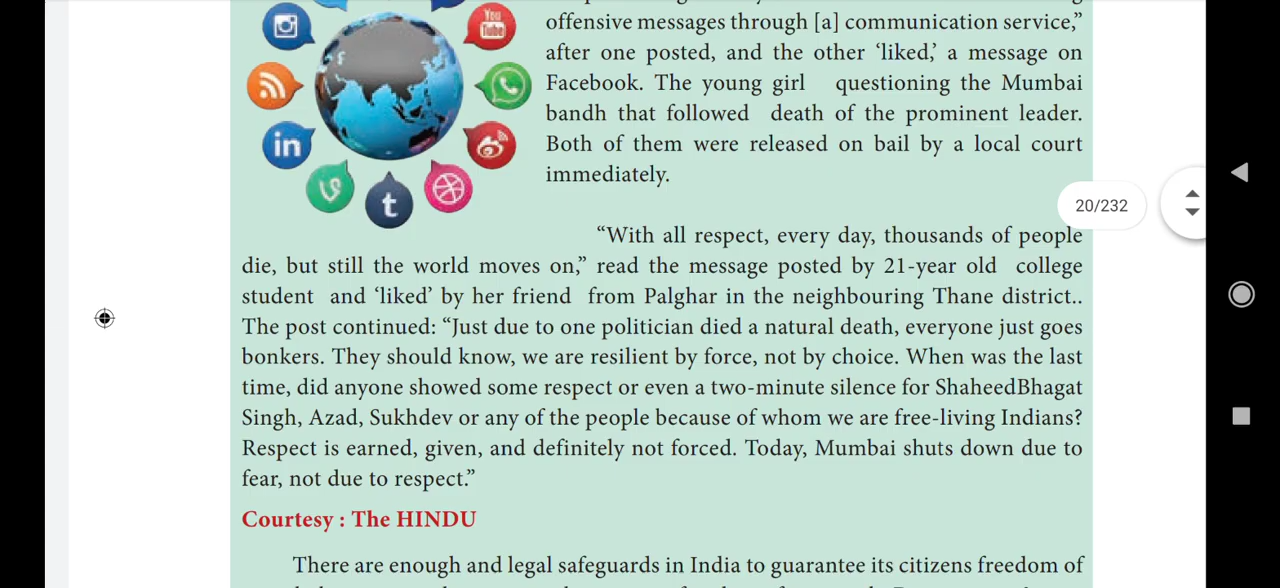 You
Tube
in
t
offensive messages through [a] communication service,”
after one posted, and the other ‘liked,’ a message on
Facebook. The young girl questioning the Mumbai
bandh that followed death of the prominent leader.
Both of them were released on bail by a local court
immediately.
20/232
“With all respect, every day, thousands of people
die, but still the world moves on,” read the message posted by 21-year old college
student and ‘liked’ by her friend from Palghar in the neighbouring Thane district..
The post continued: “Just due to one politician died a natural death, everyone just goes
bonkers. They should know, we are resilient by force, not by choice. When was the last
time, did anyone showed some respect or even a two-minute silence for ShaheedBhagat
Singh, Azad, Sukhdev or any of the people because of whom we are free-living Indians?
Respect is earned, given, and definitely not forced. Today, Mumbai shuts down due to
fear, not due to respect.”
Courtesy : The HINDU
There are enough and legal safeguards in India to guarantee its citizens freedom of